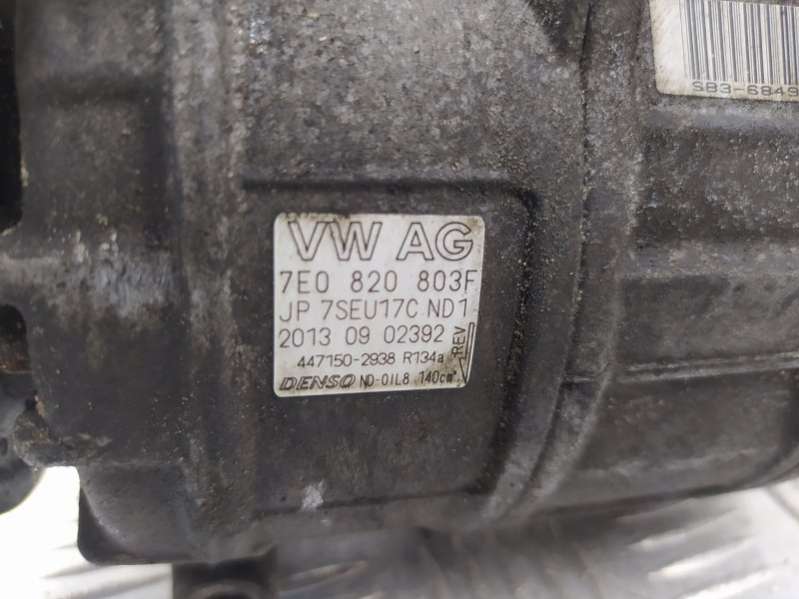 SB3-6849
VW AG
7E0 820 803F
JP 7SEU17C ND1
2013 09 02392
REV
447150-2938 R134a
DENSO ND-OIL8 140cm³